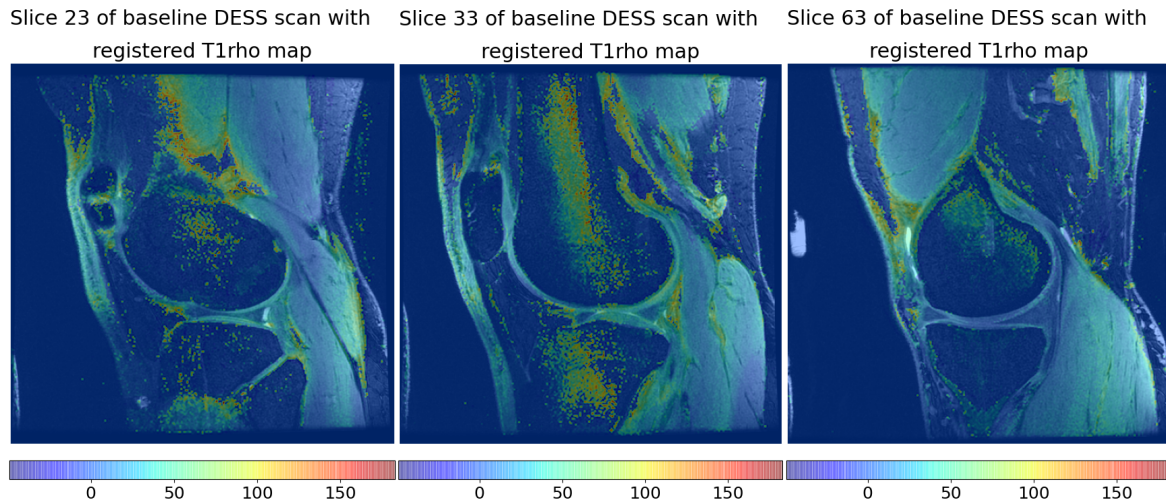 Slice 23 of baseline DESS scan with
registered T1rho map
Slice 33 of baseline DESS scan with
registered T1rho map
Slice 63 of baseline DESS scan with
registered T1rho map
0 50 100 150
0 50 100 150
0 50 100 150